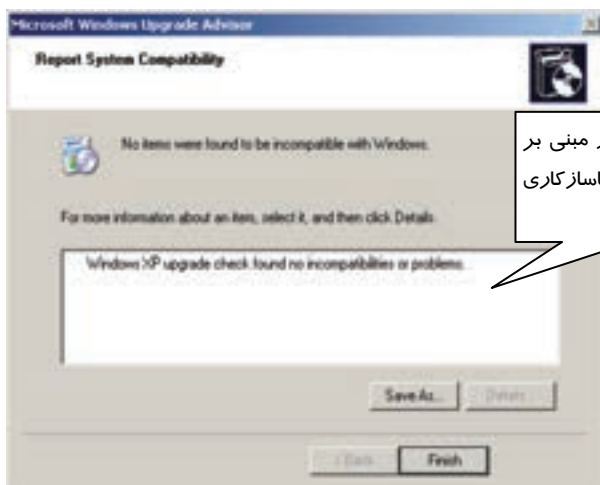 Microsoft Windows Upgrade Advisor
Report System Compatibility
No items were found to be incompatible with Windows.
مبنی بر
سازکاری
For more information about an item, select it, and then click Details.
Windows XP upgrade check found no incompatibilities or problems.
Save As...
Details...
< Back
Finish